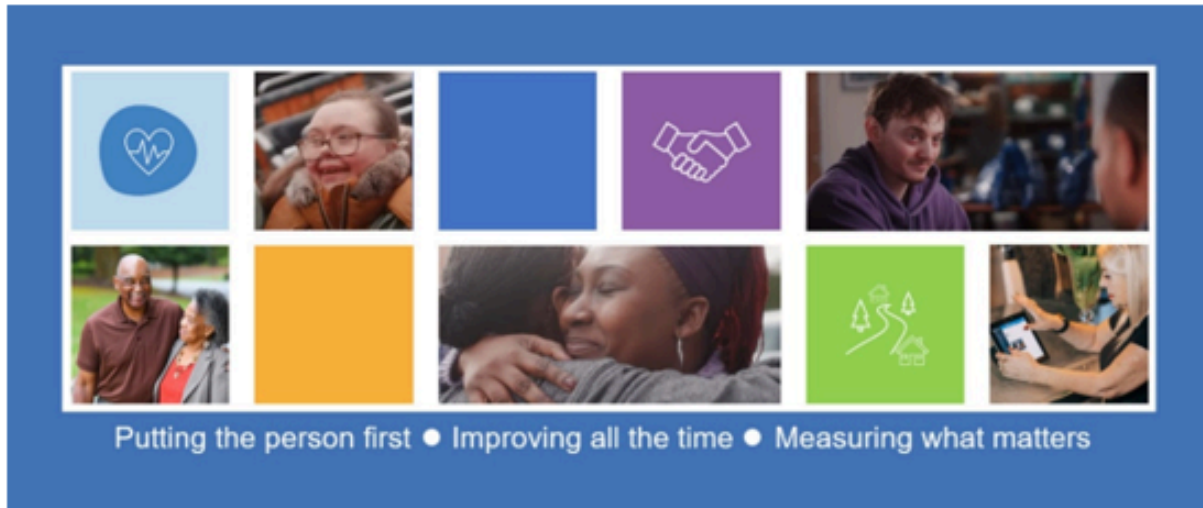 Putting the person first ● Improving all the time ● Measuring what matters